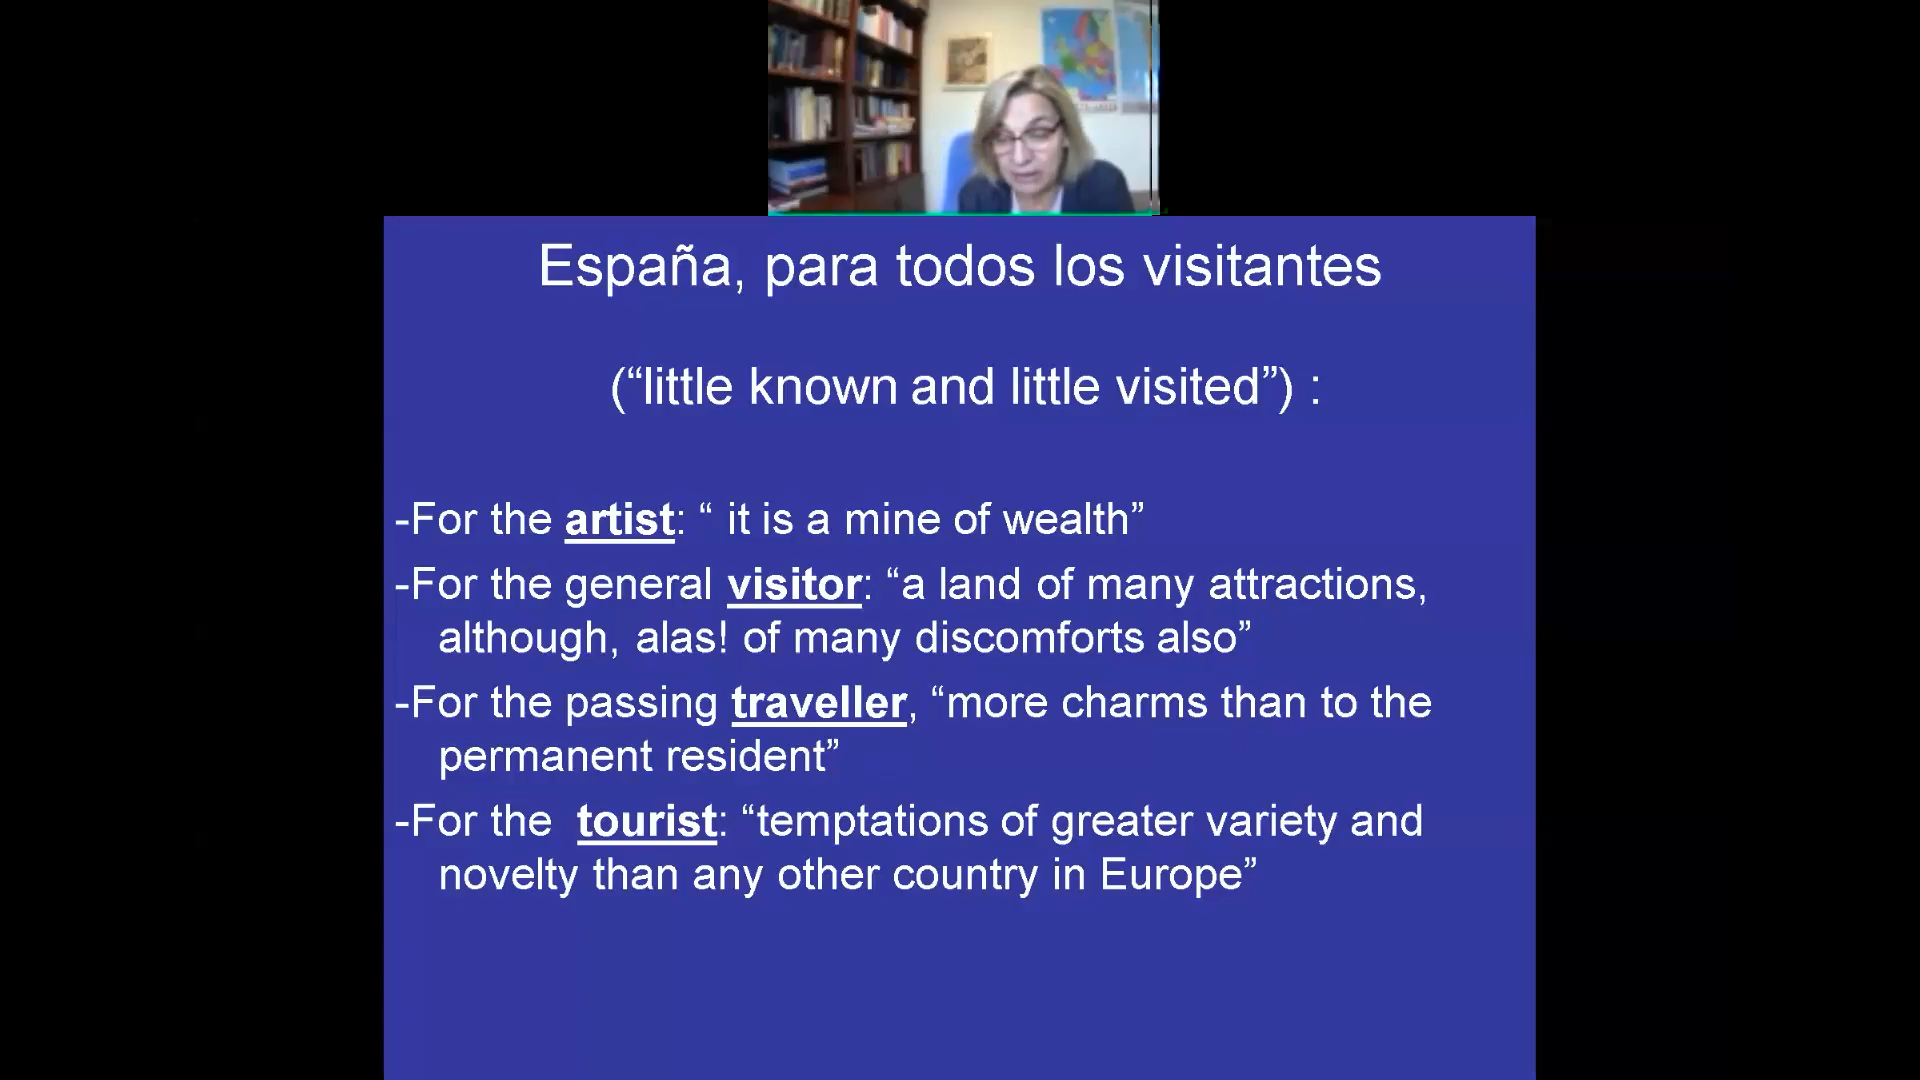 España, para todos los visitantes
(“little known and little visited”) :
-For the artist: “ it is a mine of wealth”
-For the general visitor: “a land of many attractions,
although, alas! of many discomforts also”
-For the passing traveller, “more charms than to the
permanent resident”
-For the  tourist: “temptations of greater variety and
novelty than any other country in Europe”